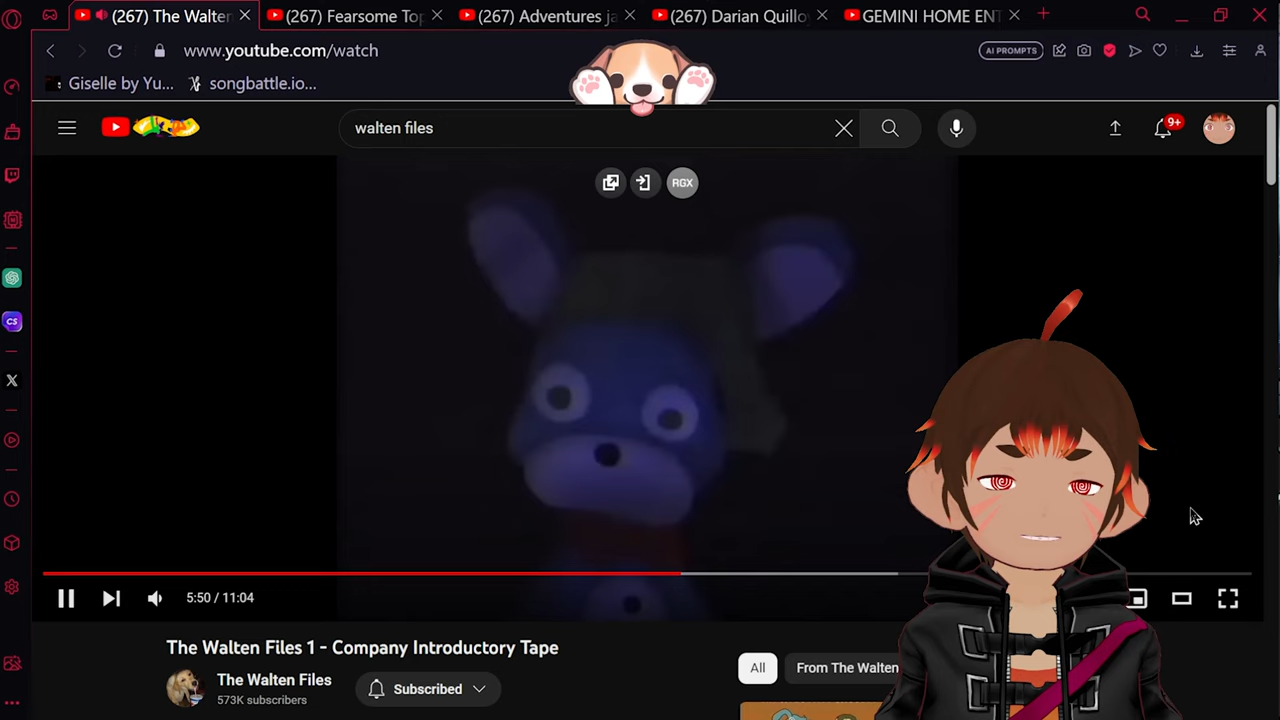 (267) The Walten
(267) Fearsome Top
(267) Adventures ja
(267) Darian Quillo
GEMINI HOME ENT
www.youtube.com/watch
AI PROMPTS
Giselle by Yu...
songbattle.io...
walten files
9+
RGX
CS
5:50 / 11:04
The Walten Files 1 - Company Introductory Tape
The Walten Files
573K subscribers
Subscribed
All
From The Walten